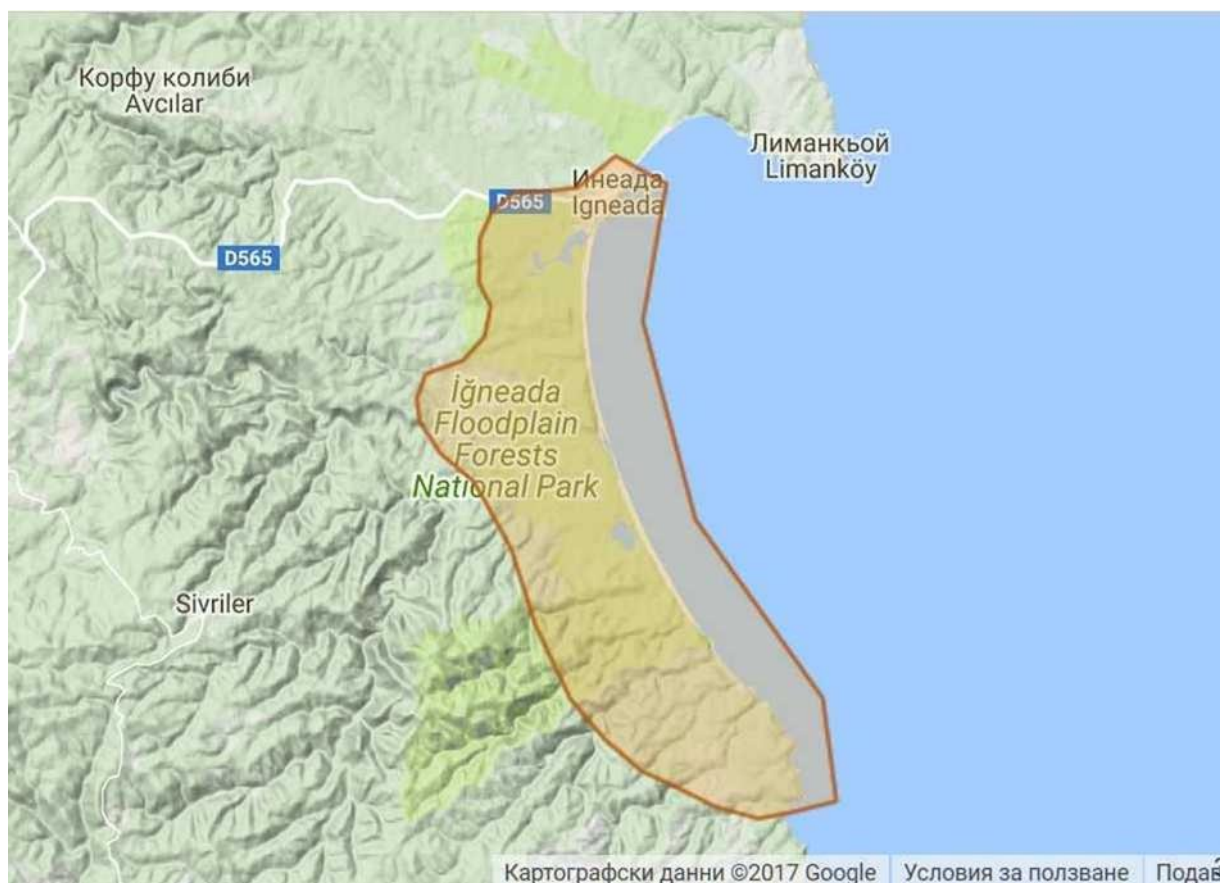 Корфу колиби
Avcılar
Лиманкьой
Limanköy
Инеада
Igneada
D565
D565
İğneada
Floodplain
Forests
National Park
Sivriler
Картографски данни ©2017 Google
Условия за ползване